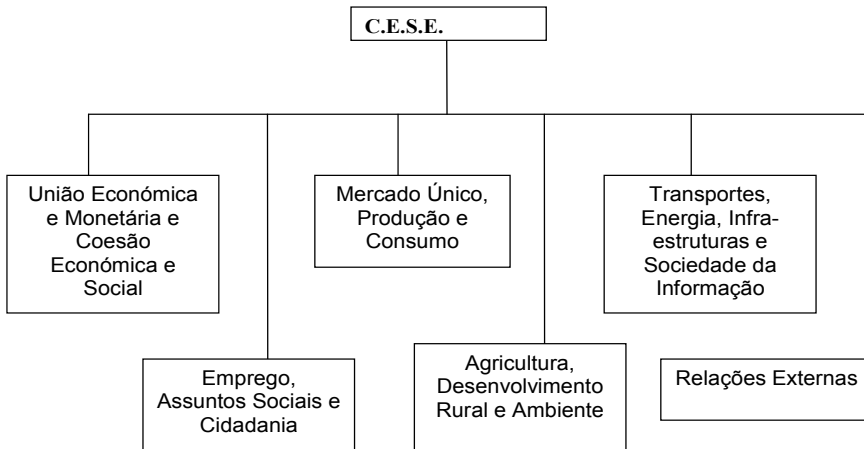 C.E.S.E.
União Económica
e Monetária e
Coesão
Económica e
Social
Mercado Único,
Produção e
Consumo
Transportes,
Energia, Infra-
estruturas e
Sociedade da
Informação
Emprego,
Assuntos Sociais e
Cidadania
Agricultura,
Desenvolvimento
Rural e Ambiente
Relações Externas